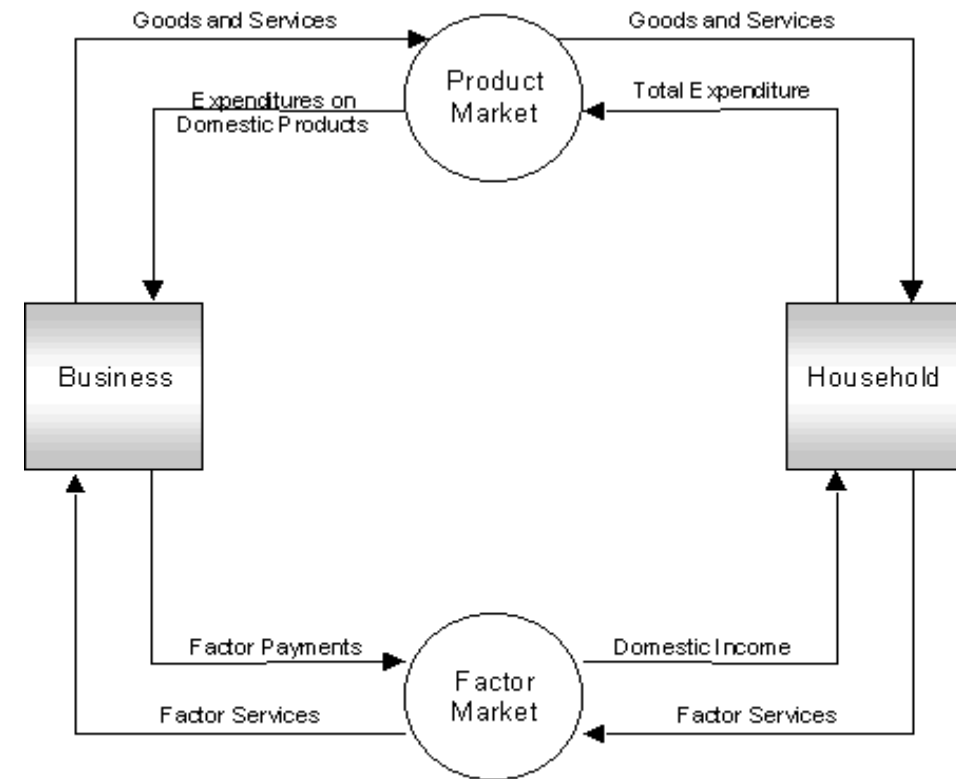 Goods and Services
Goods and Services
Product
Market
Expenditures on
Domestic Products
Total Expenditure
Business
Household
Factor Payments
Domestic Income
Factor
Market
Factor Services
Factor Services